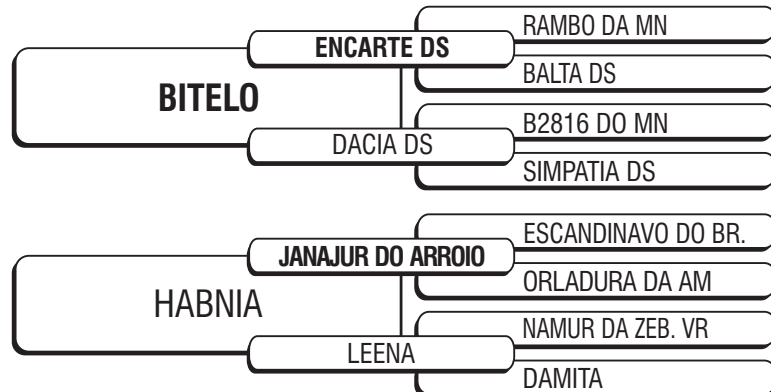 RAMBO DA MN
ENCARTE DS
BALTA DS
BITELO
B2816 DO MN
DACIA DS
SIMPATIA DS
ESCANDINAVO DO BR.
JANAJUR DO ARROIO
ORLADURA DA AM
HABNIA
NAMUR DA ZEB. VR
LEENA
DAMITA